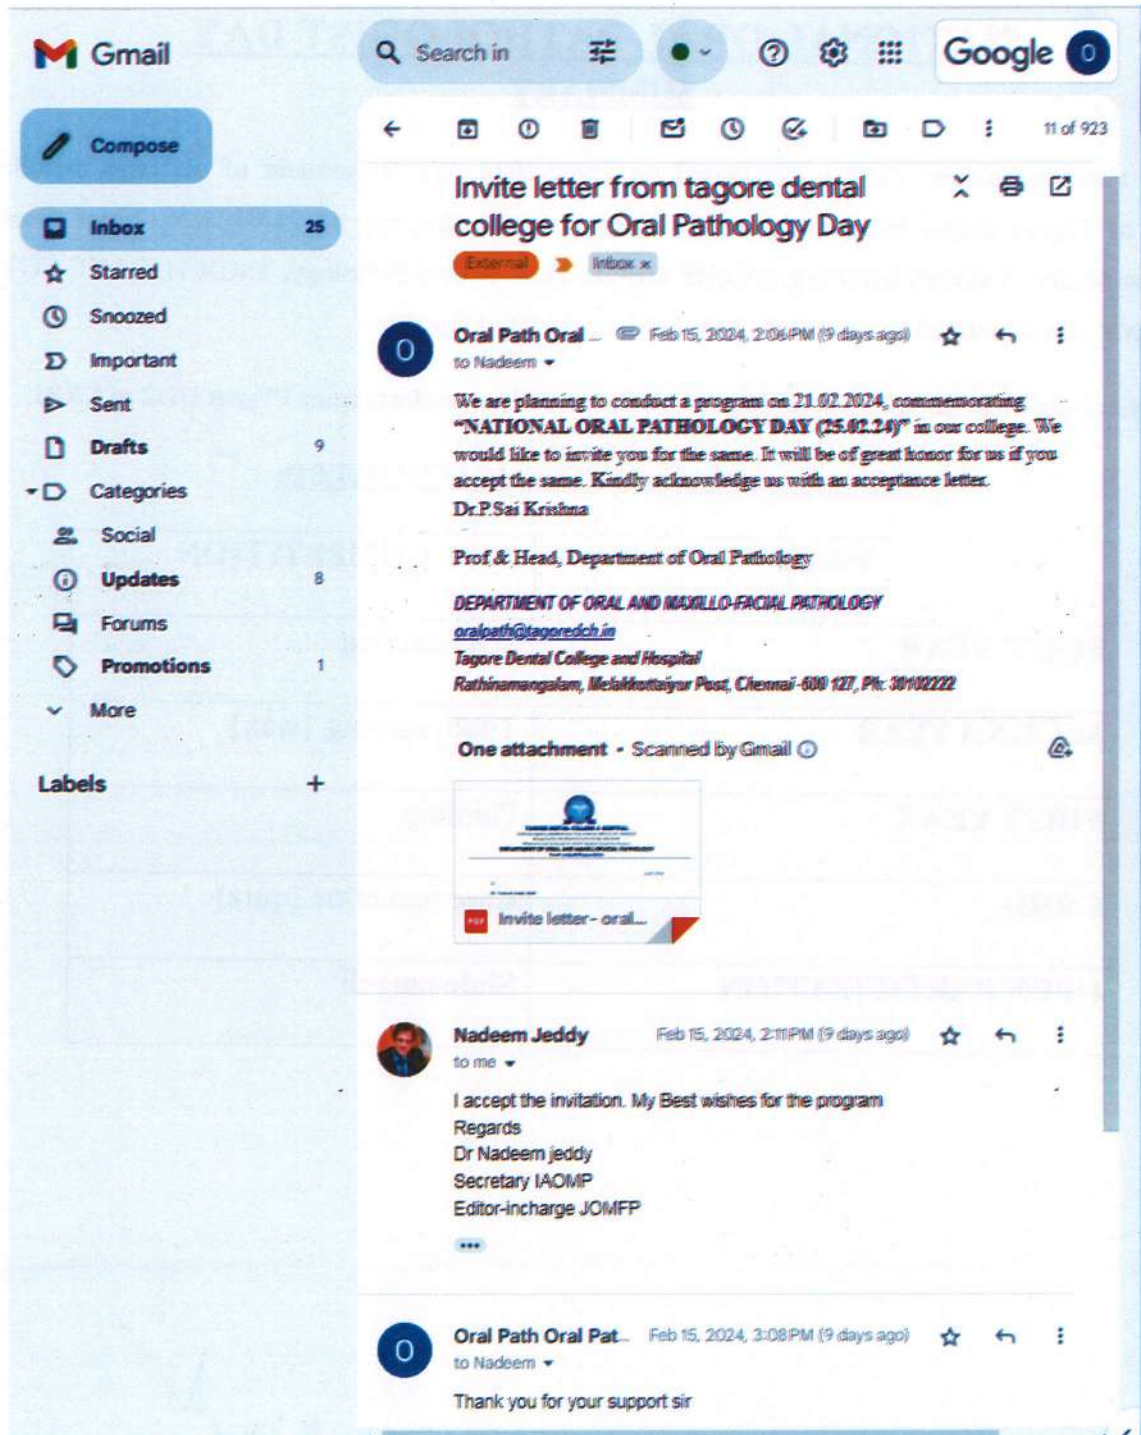 Gmail
Search in
Google O
Compose
Inbox 25
Starred
Snoozed
Important
Sent
Drafts 9
Categories
Social
Updates 8
Forums
Promotions 1
More
Labels +
11 of 923
Invite letter from tagore dental
college for Oral Pathology Day
External Inbox x
O
Oral Path Oral ... Feb 15, 2024, 2:06 PM (9 days ago)
to Nadeem
We are planning to conduct a program on 21.02.2024, commemorating
“NATIONAL ORAL PATHOLOGY DAY (25.02.24)” in our college. We
would like to invite you for the same. It will be of great honor for us if you
accept the same. Kindly acknowledge us with an acceptance letter.
Dr.P.Sai Krishna
Prof & Head, Department of Oral Pathology
DEPARTMENT OF ORAL AND MAXILLO-FACIAL PATHOLOGY
oralpath@tagoredch.in
Tagore Dental College and Hospital
Rathinamangalam, Melakkottaiyur Post, Chennai-600 127, Ph: 30102222
One attachment • Scanned by Gmail
PDF Invite letter- oral...
Nadeem Jeddy Feb 15, 2024, 2:11 PM (9 days ago)
to me
I accept the invitation. My Best wishes for the program
Regards
Dr Nadeem jeddy
Secretary IAOMP
Editor-incharge JOMFP
...
O
Oral Path Oral Pat... Feb 15, 2024, 3:08 PM (9 days ago)
to Nadeem
Thank you for your support sir